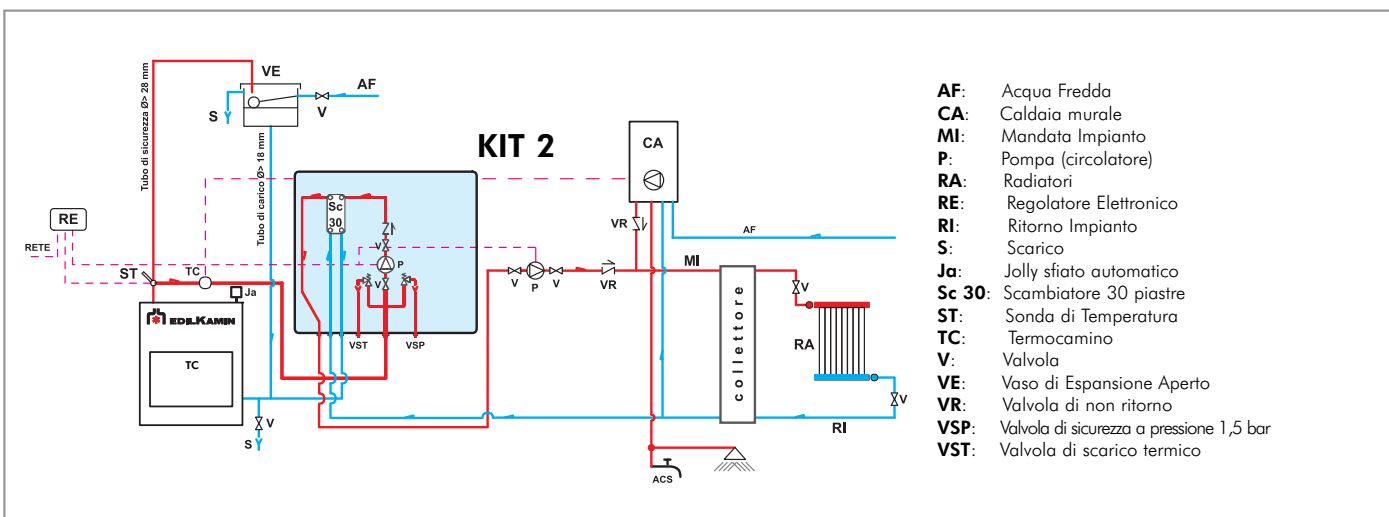 VE
AF
S
V
Tubo di sicurezza Ø> 28 mm
Tubo di carico Ø> 18 mm
KIT 2
CA
Sc
30
RE
RETE
V
P
V
VR
AF
MI
ST
TC
Ja
V
P
V
VR
V
EDILKAMIN
TC
VST
VSP
collettore
RA
V
V
S
RI
ACS
AF: Acqua Fredda
CA: Caldaia murale
MI: Mandata Impianto
P: Pompa (circolatore)
RA: Radiatori
RE: Regolatore Elettronico
RI: Ritorno Impianto
S: Scarico
Ja: Jolly sfiato automatico
Sc 30: Scambiatore 30 piastre
ST: Sonda di Temperatura
TC: Termocamino
V: Valvola
VE: Vaso di Espansione Aperto
VR: Valvola di non ritorno
VSP: Valvola di sicurezza a pressione 1,5 bar
VST: Valvola di scarico termico